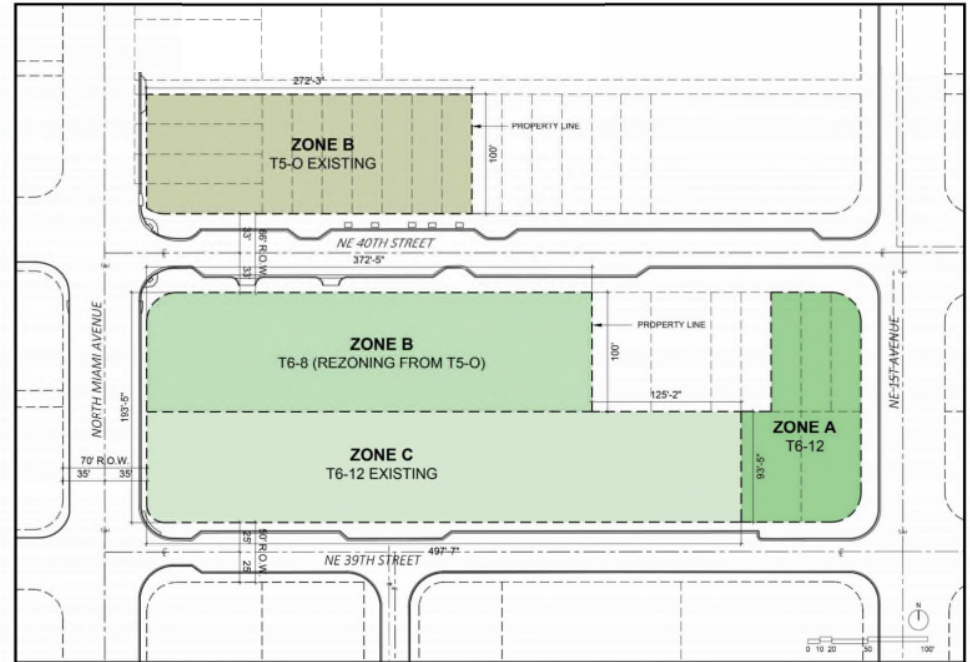 272'-3"
PROPERTY LINE
ZONE B
T5-O EXISTING
100'
33'
66' R.O.W.
33'
NE 40TH STREET
372'-5"
NORTH MIAMI AVENUE
NE 1ST AVENUE
ZONE B
T6-8 (REZONING FROM T5-O)
PROPERTY LINE
100'
193'-5"
125'-2"
ZONE A
T6-12
ZONE C
T6-12 EXISTING
93'-5"
70' R.O.W.
35' 35'
25'
50' R.O.W.
25'
497'-7"
NE 39TH STREET
N
0 10 20 50 100'